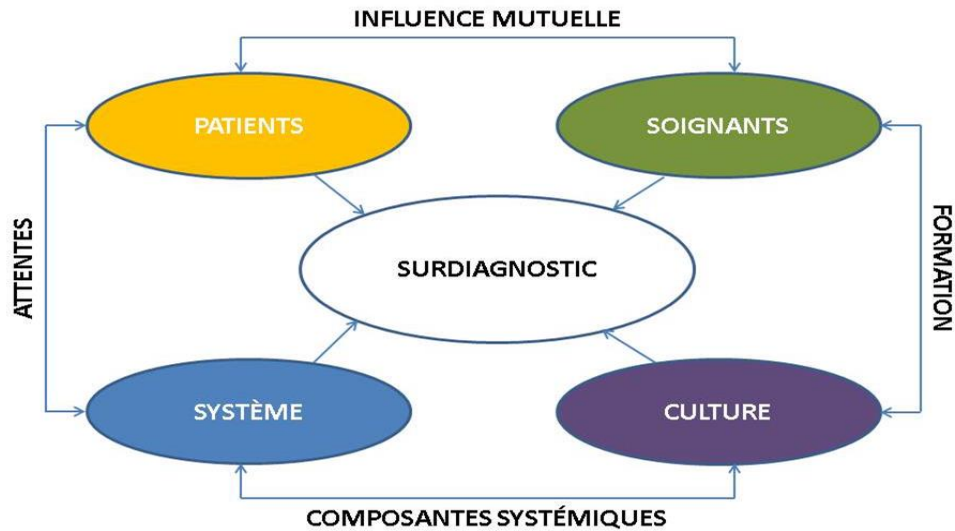 INFLUENCE MUTUELLE
PATIENTS
SOIGNANTS
ATTENTES
SURDIAGNOSTIC
FORMATION
SYSTÈME
CULTURE
COMPOSANTES SYSTÉMIQUES